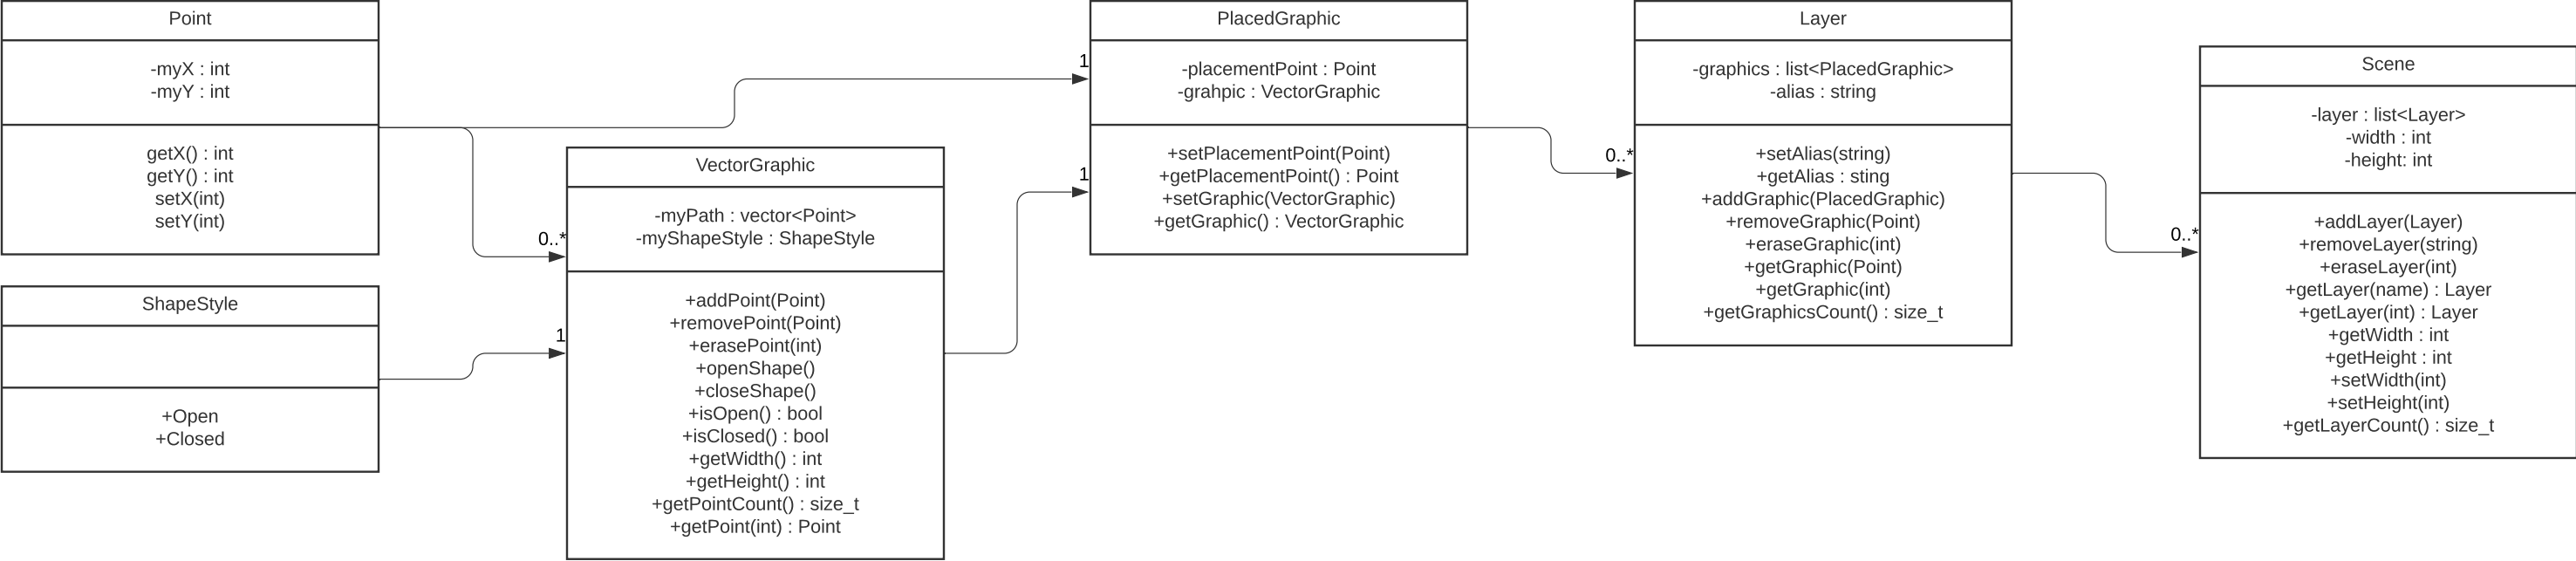 Point
-myX : int
-myY : int
getX() : int
getY() : int
setX(int)
setY(int)
ShapeStyle
+Open
+Closed
0..*
1
VectorGraphic
-myPath : vector<Point>
-myShapeStyle : ShapeStyle
+addPoint(Point)
+removePoint(Point)
+erasePoint(int)
+openShape()
+closeShape()
+isOpen() : bool
+isClosed() : bool
+getWidth() : int
+getHeight() : int
+getPointCount() : size_t
+getPoint(int) : Point
1
1
PlacedGraphic
-placementPoint : Point
-grahpic : VectorGraphic
+setPlacementPoint(Point)
+getPlacementPoint() : Point
+setGraphic(VectorGraphic)
+getGraphic() : VectorGraphic
0..*
Layer
-graphics : list<PlacedGraphic>
-alias : string
+setAlias(string)
+getAlias : sting
+addGraphic(PlacedGraphic)
+removeGraphic(Point)
+eraseGraphic(int)
+getGraphic(Point)
+getGraphic(int)
+getGraphicsCount() : size_t
0..*
Scene
-layer : list<Layer>
-width : int
-height: int
+addLayer(Layer)
+removeLayer(string)
+eraseLayer(int)
+getLayer(name) : Layer
+getLayer(int) : Layer
+getWidth : int
+getHeight : int
+setWidth(int)
+setHeight(int)
+getLayerCount() : size_t